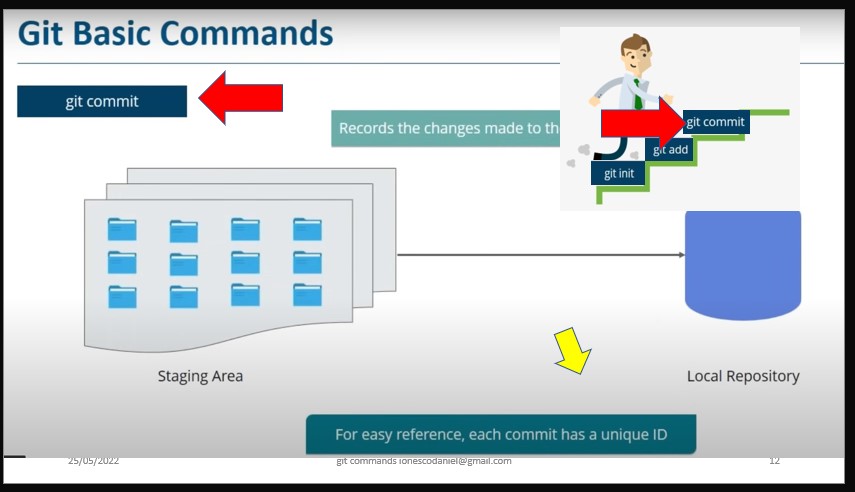 Git Basic Commands
git commit
Records the changes made to th
git commit
git add
git init
Staging Area
Local Repository
For easy reference, each commit has a unique ID
25/05/2022
git commands ionescodaniel@gmail.com
12